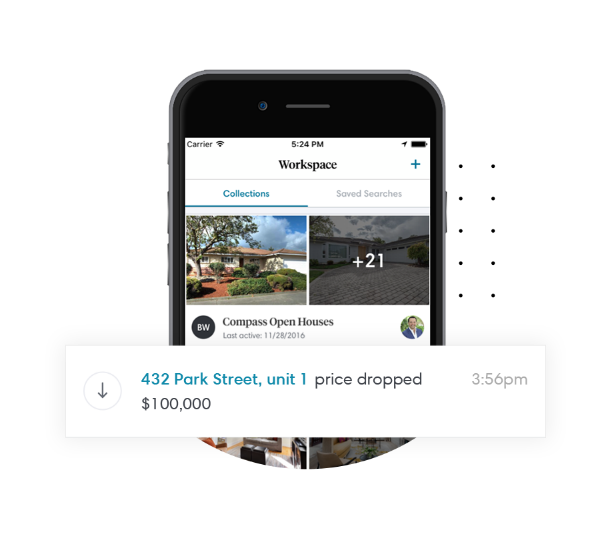 Carrier 5:24 PM
Workspace +
Collections Saved Searches
+21
BW Compass Open Houses
Last active: 11/28/2016
432 Park Street, unit 1 price dropped 3:56pm
$100,000